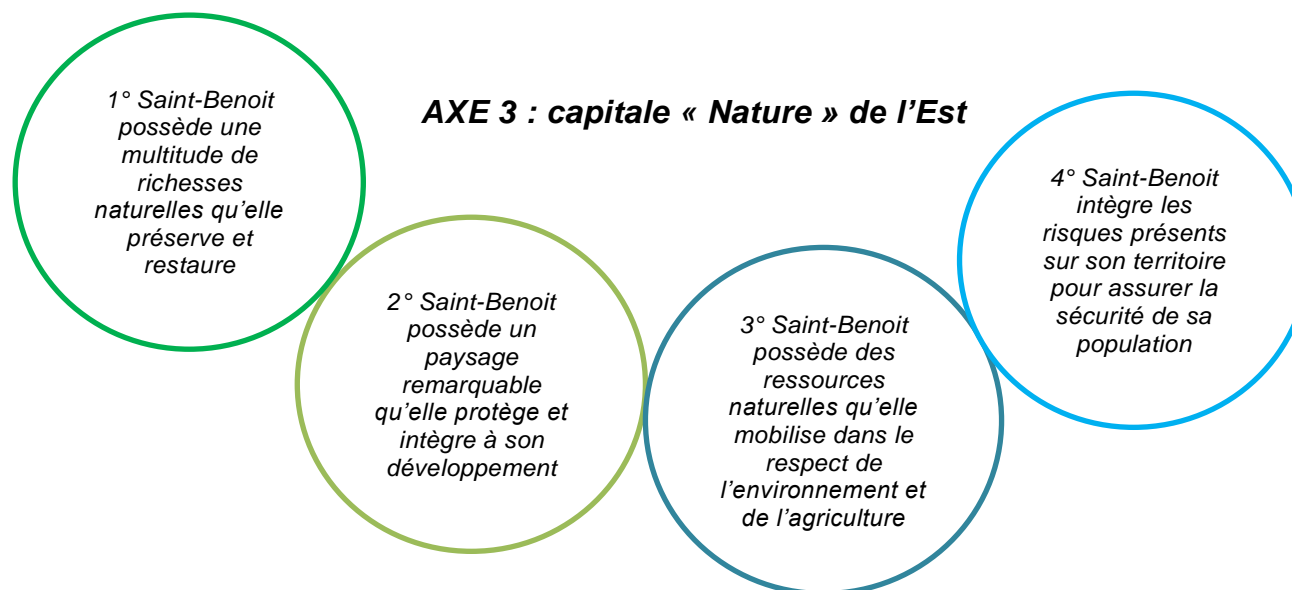 AXE 3 : capitale « Nature » de l’Est
1° Saint-Benoit
possède une
multitude de
richesses
naturelles qu’elle
préserve et
restaure
2° Saint-Benoit
possède un
paysage
remarquable
qu’elle protège et
intègre à son
développement
3° Saint-Benoit
possède des
ressources
naturelles qu’elle
mobilise dans le
respect de
l’environnement et
de l’agriculture
4° Saint-Benoit
intègre les
risques présents
sur son territoire
pour assurer la
sécurité de sa
population